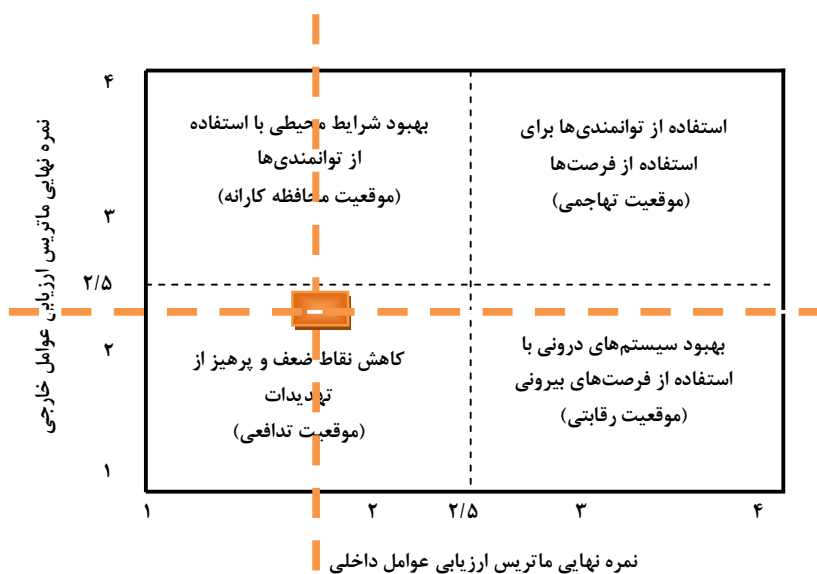 نمره نهایی ماتریس ارزیابی عوامل خارجی
۴
۳
۲/۵
۲
۱
استفاده از توانمندی‌ها برای
استفاده از فرصت‌ها
(موقعیت تهاجمی)
بهبود شرایط محیطی با استفاده
از توانمندی‌ها
(موقعیت محافظه کارانه)
بهبود سیستم‌های درونی با
استفاده از فرصت‌های بیرونی
(موقعیت رقابتی)
کاهش نقاط ضعف و پرهیز از
تهدیدات
(موقعیت تدافعی)
۱ ۲ ۲/۵ ۳ ۴
نمره نهایی ماتریس ارزیابی عوامل داخلی